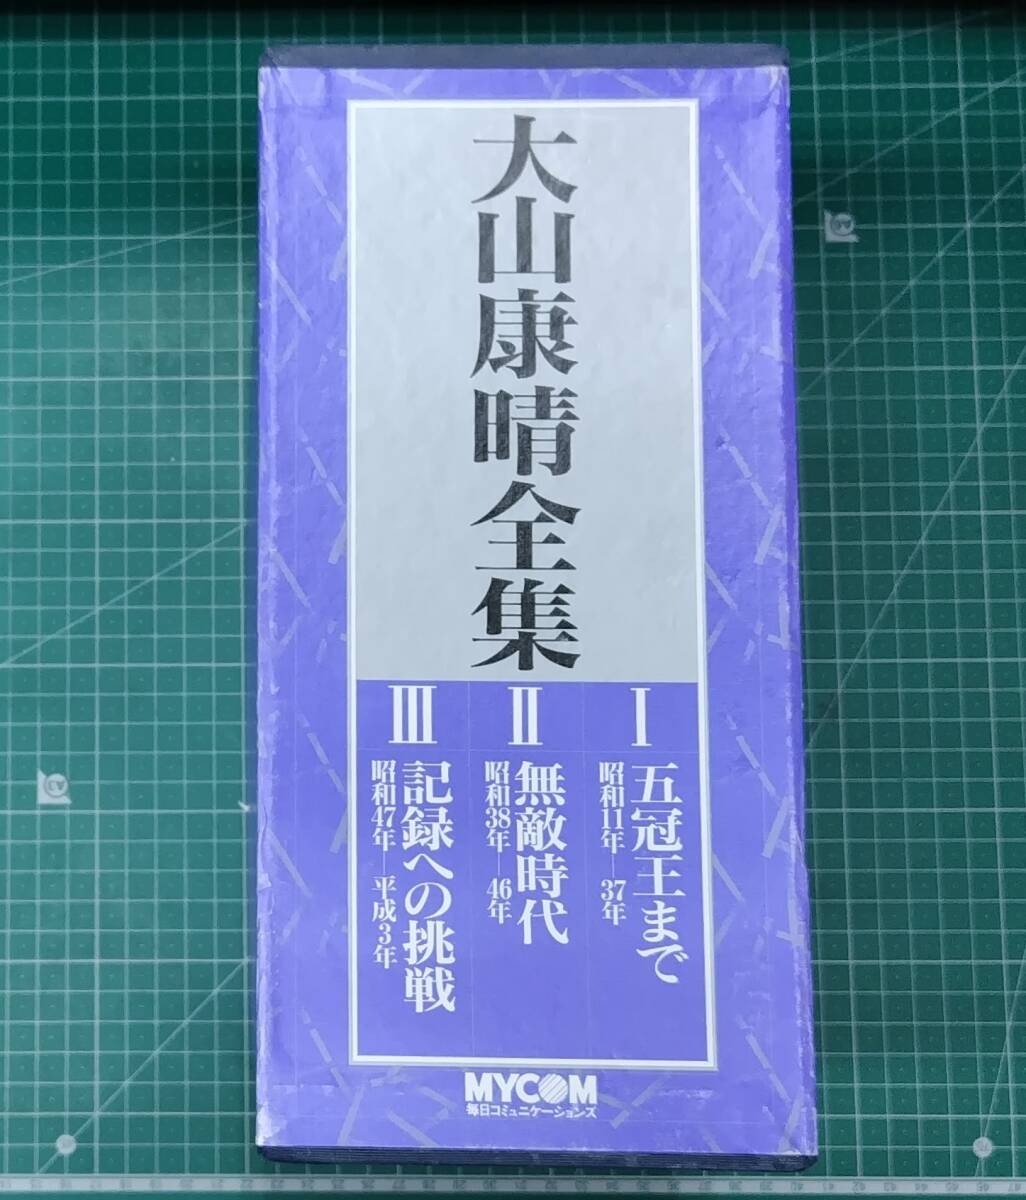 大山康晴全集
Ⅰ
五冠王まで
昭和11年―37年
Ⅱ
無敵時代
昭和38年―46年
Ⅲ
記録への挑戦
昭和47年―平成3年
MYCOM
毎日コミュニケーションズ